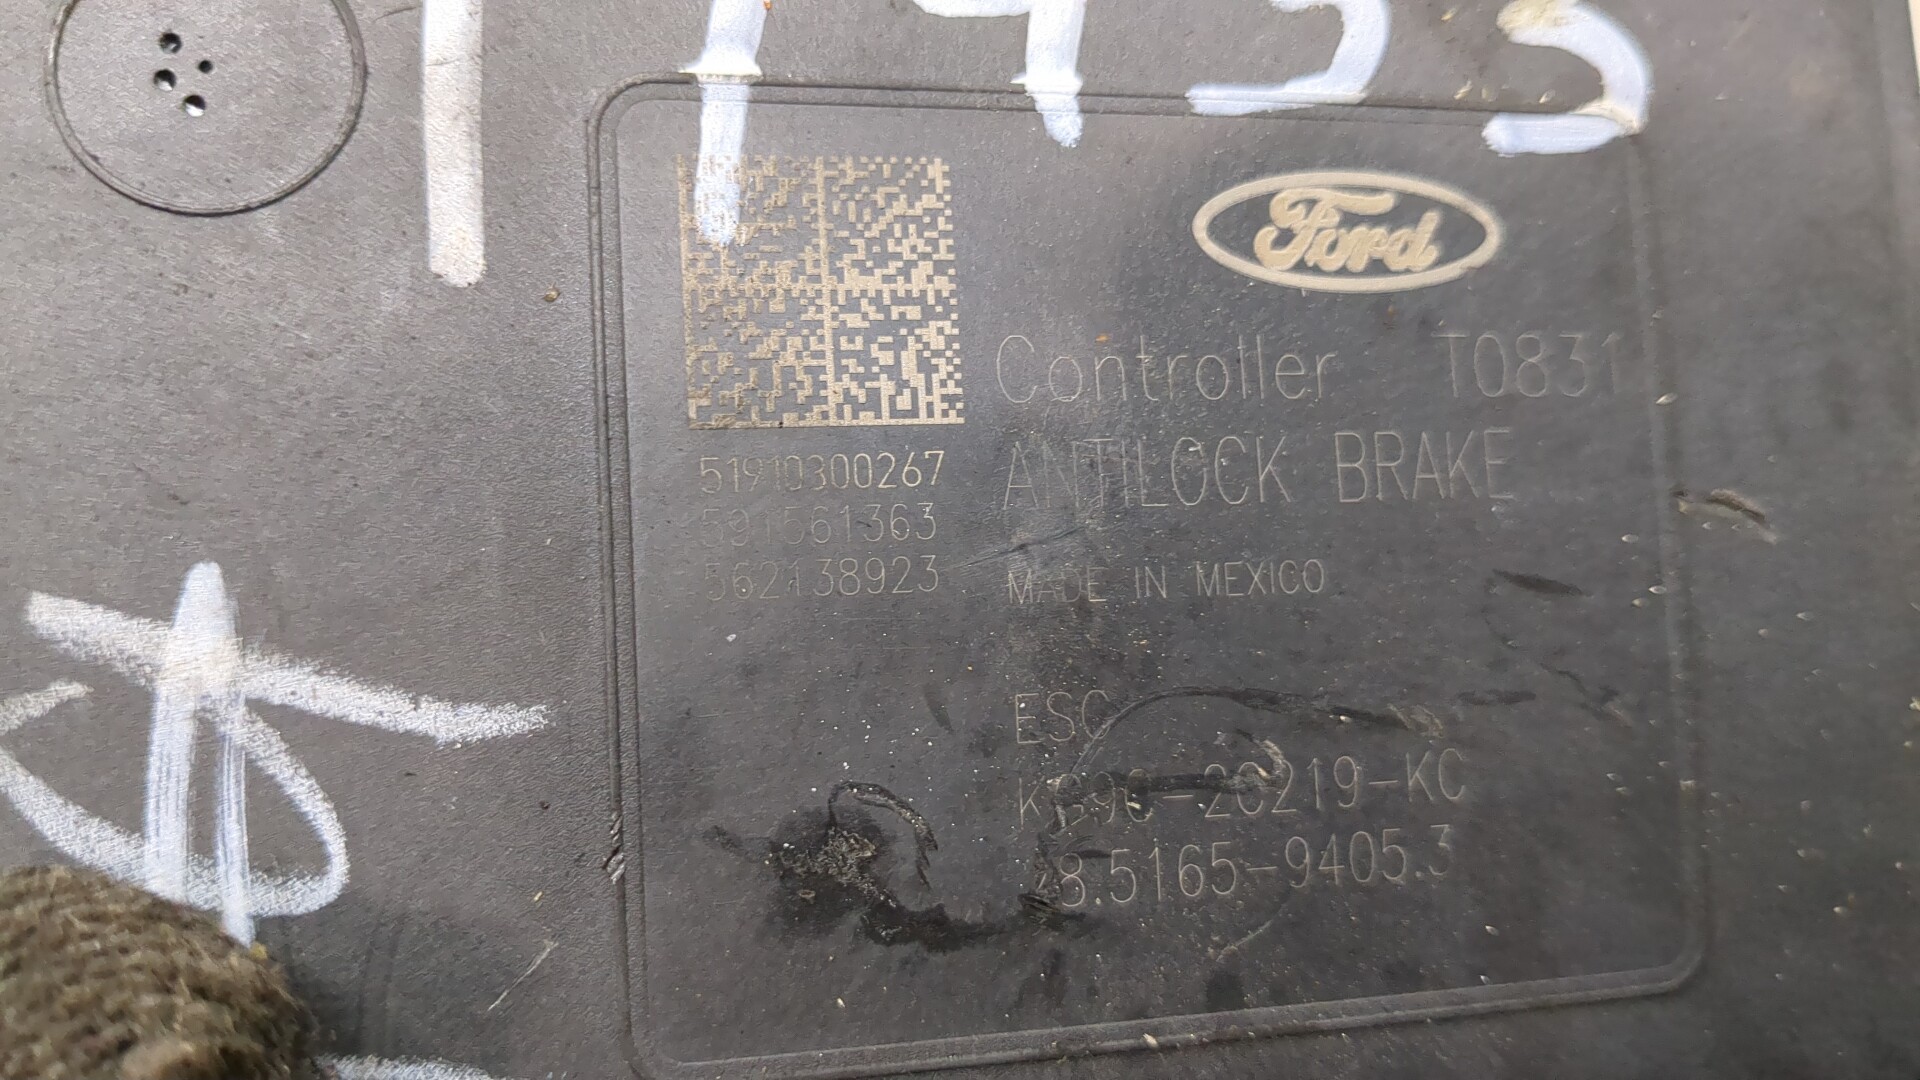 Ford
Controller T0831
ANTILOCK BRAKE
MADE IN MEXICO
51910300267
591561363
562138923
ESC
28.5165-9405.3